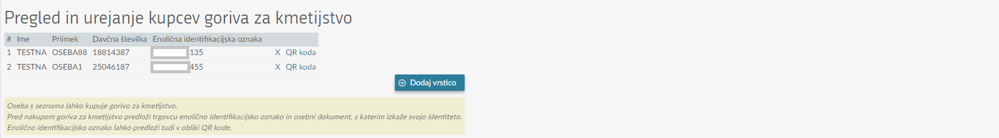 Pregled in urejanje kupcev goriva za kmetijstvo
# Ime Priimek Davčna številka Enolična identifikacijska oznaka
1 TESTNA OSEBA88 18814387 135 X QR koda
2 TESTNA OSEBA1 25046187 455 X QR koda
Dodaj vrstico
Oseba s seznama lahko kupuje gorivo za kmetijstvo.
Pred nakupom goriva za kmetijstvo predloži trgovcu enolično identifikacijsko oznako in osebni dokument, s katerim izkaže svojo identiteto.
Enolično identifikacijsko oznako lahko predloži tudi v obliki QR kode.